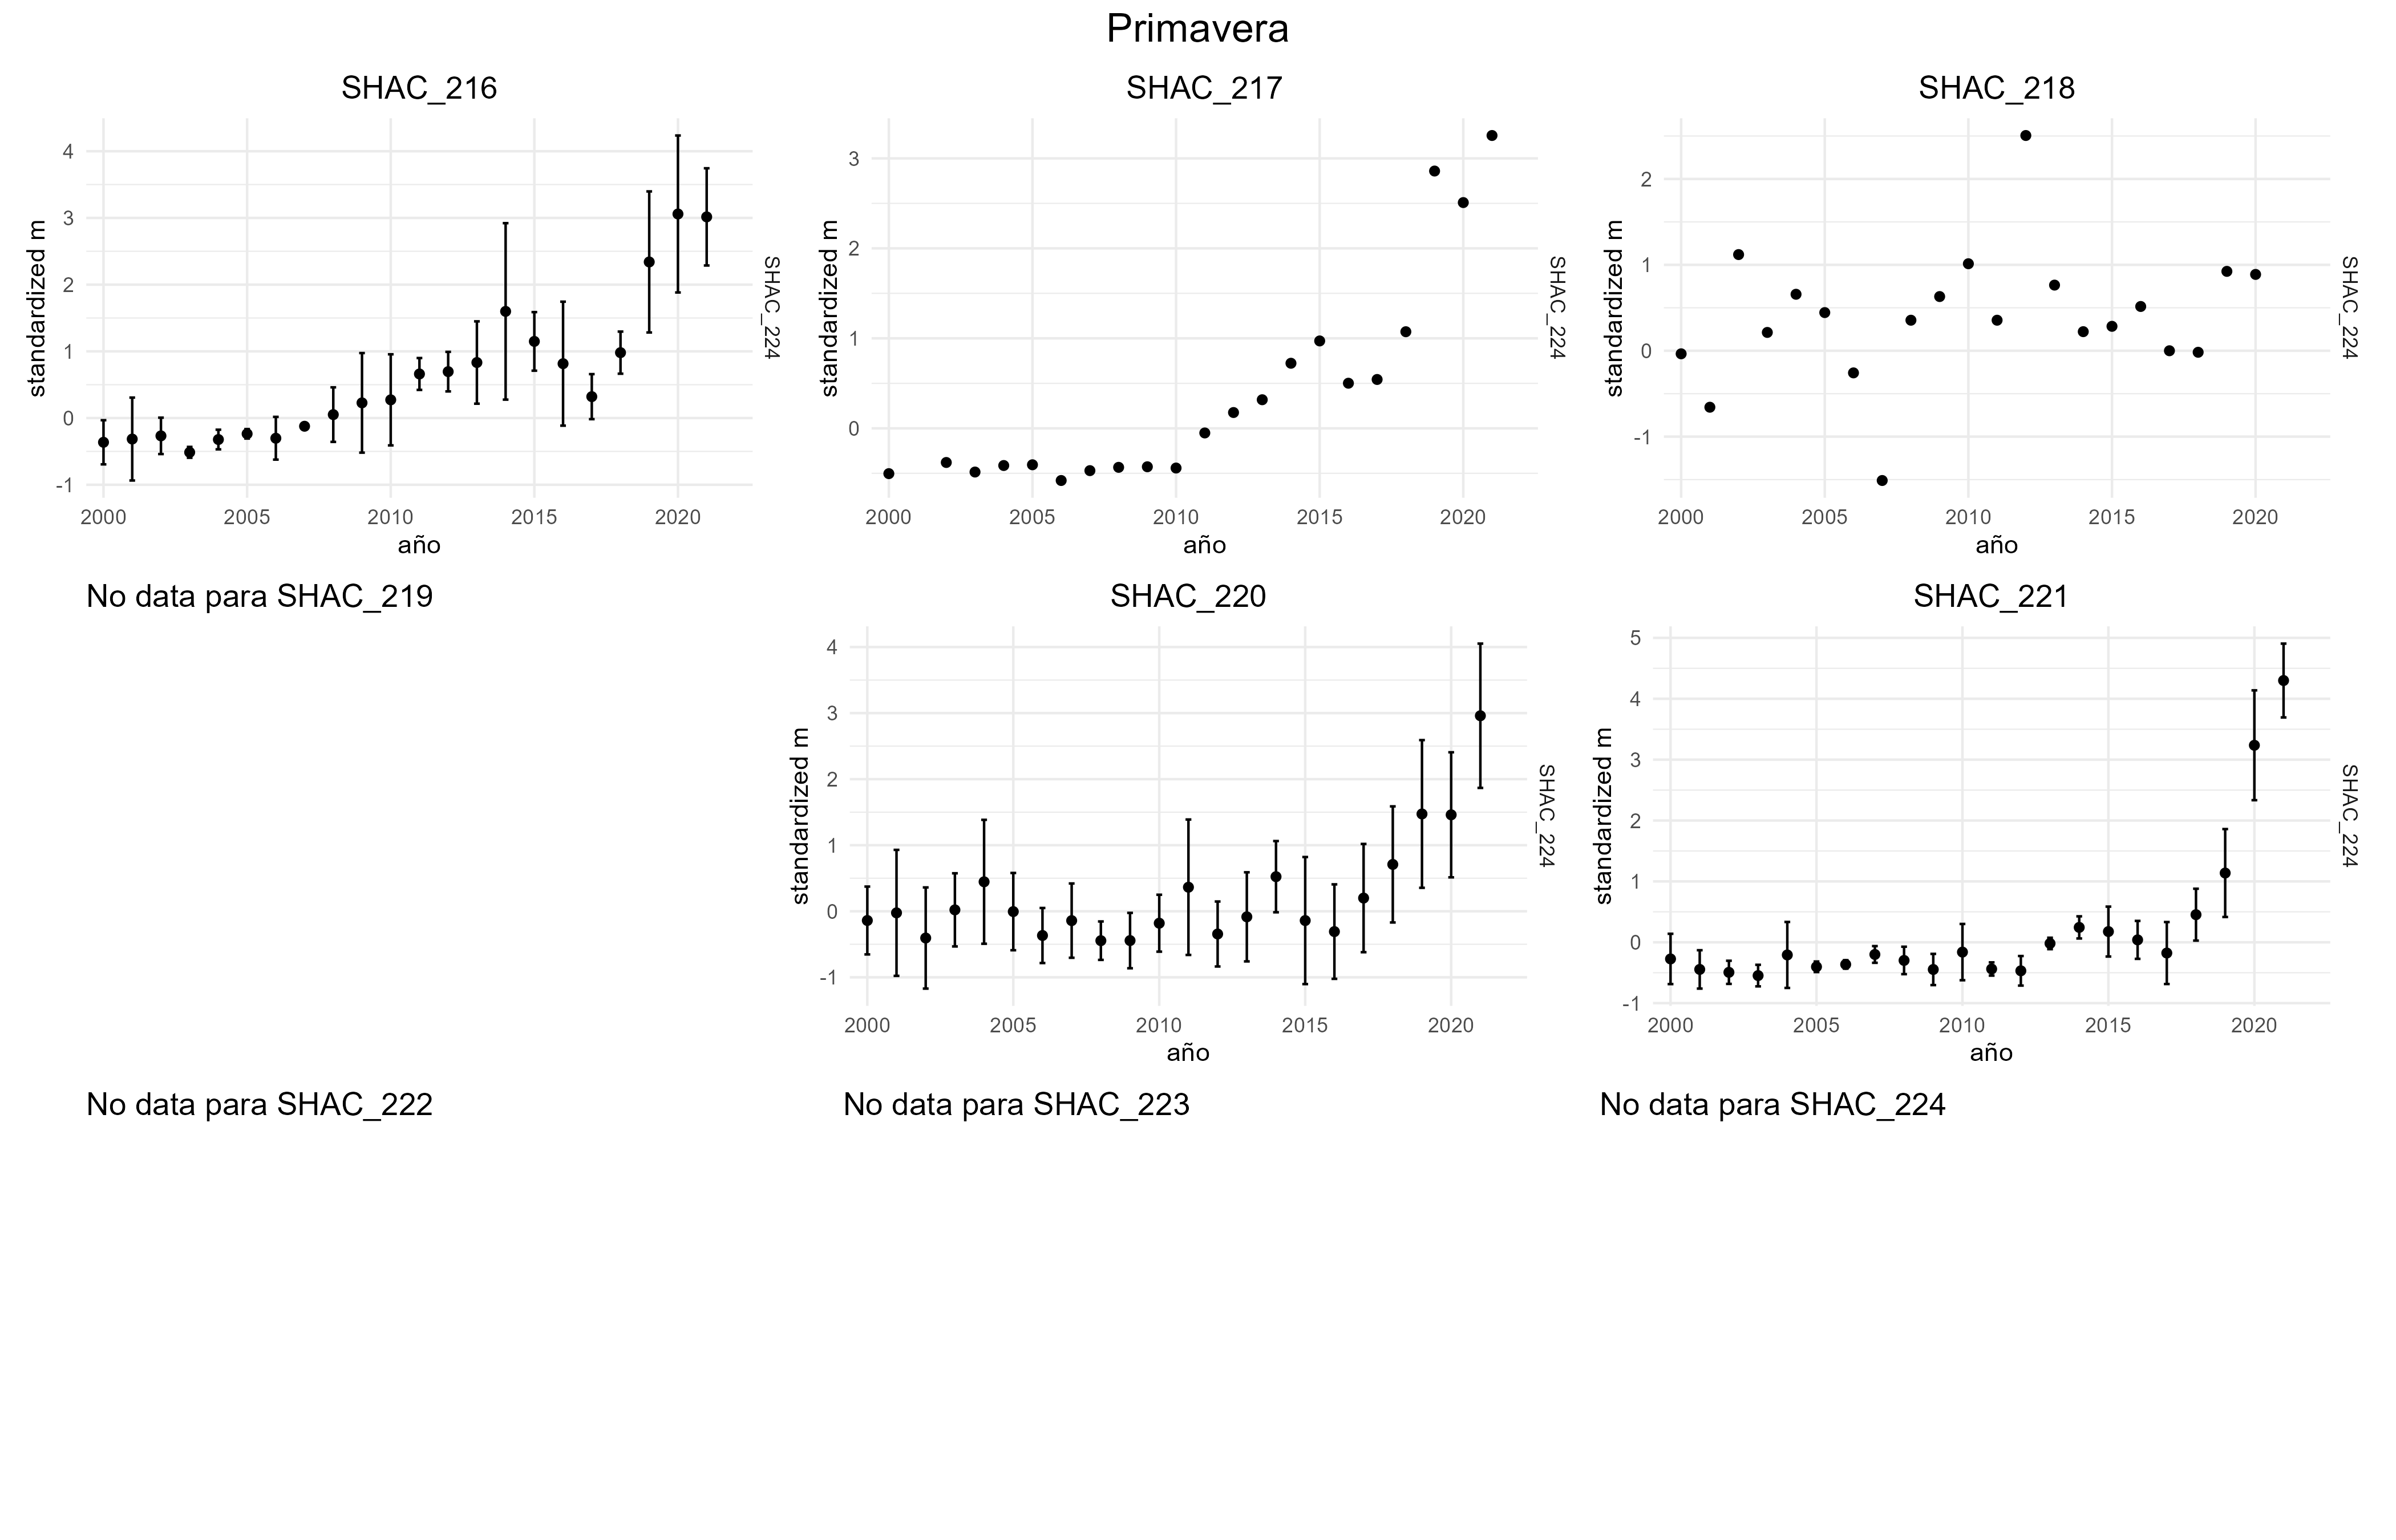 Primavera
SHAC_216
SHAC_217
SHAC_218
standardized m
4
3
2
1
0
-1
2000 2005 2010 2015 2020
año
SHAC_224
standardized m
3
2
1
0
2000 2005 2010 2015 2020
año
SHAC_224
standardized m
2
1
0
-1
2000 2005 2010 2015 2020
año
SHAC_224
No data para SHAC_219
SHAC_220
SHAC_221
standardized m
4
3
2
1
0
-1
2000 2005 2010 2015 2020
año
SHAC_224
standardized m
5
4
3
2
1
0
-1
2000 2005 2010 2015 2020
año
SHAC_224
No data para SHAC_222
No data para SHAC_223
No data para SHAC_224